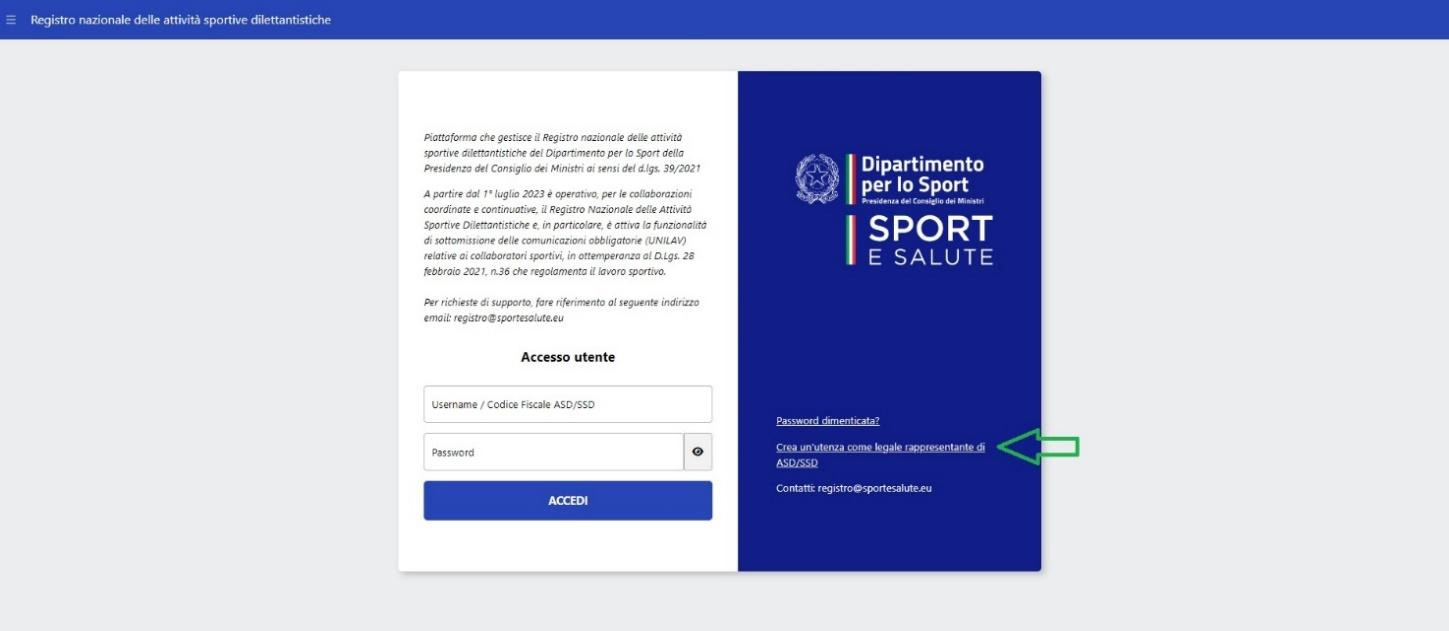 Registro nazionale delle attività sportive dilettantistiche
Piattaforma che gestisce il Registro nazionale delle attività
sportive dilettantistiche del Dipartimento per lo Sport della
Presidenza del Consiglio dei Ministri ai sensi del d.lgs. 39/2021
A partire dal 1° luglio 2023 è operativo, per le collaborazioni
coordinate e continuative, il Registro Nazionale delle Attività
Sportive Dilettantistiche e, in particolare, è attiva la funzionalità
di sottomissione delle comunicazioni obbligatorie (UNILAV)
relative ai collaboratori sportivi, in ottemperanza al D.Lgs. 28
febbraio 2021, n.36 che regolamenta il lavoro sportivo.
Per richieste di supporto, fare riferimento al seguente indirizzo
email: registro@sportesalute.eu
Accesso utente
Username / Codice Fiscale ASD/SSD
Password
ACCEDI
Dipartimento
per lo Sport
Presidenza del Consiglio dei Ministri
SPORT
E SALUTE
Password dimenticata?
Crea un'utenza come legale rappresentante di
ASD/SSD
Contatti: registro@sportesalute.eu